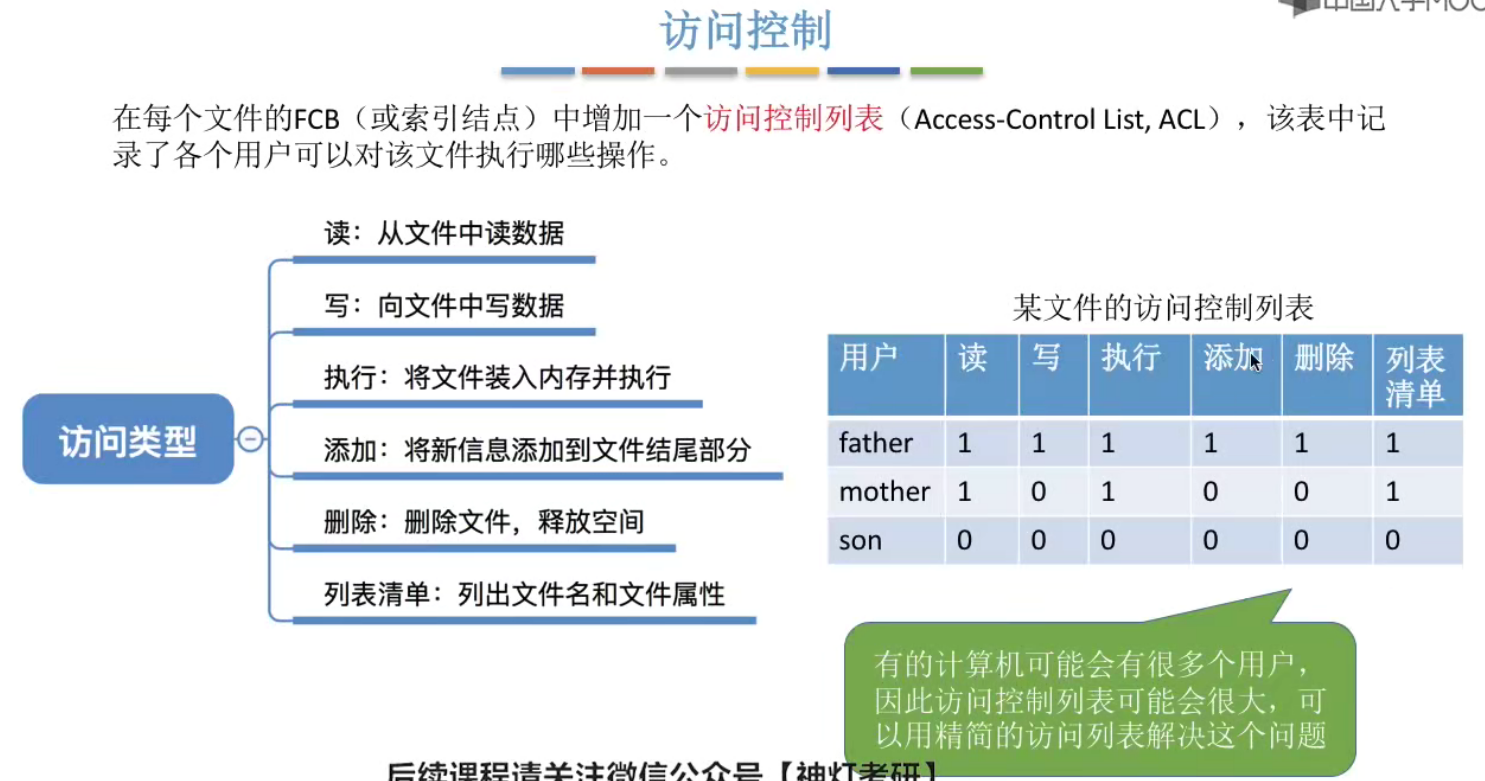 访问控制
在每个文件的FCB（或索引结点）中增加一个访问控制列表（Access-Control List, ACL），该表中记
录了各个用户可以对该文件执行哪些操作。
访问类型
读：从文件中读数据
写：向文件中写数据
执行：将文件装入内存并执行
添加：将新信息添加到文件结尾部分
删除：删除文件，释放空间
列表清单：列出文件名和文件属性
某文件的访问控制列表
用户 读 写 执行 添加 删除 列表清单
father 1 1 1 1 1 1
mother 1 0 1 0 0 1
son 0 0 0 0 0 0
有的计算机可能会有很多个用户，
因此访问控制列表可能会很大，可
以用精简的访问列表解决这个问题
后续课程请关注微信公众号【神灯考研】